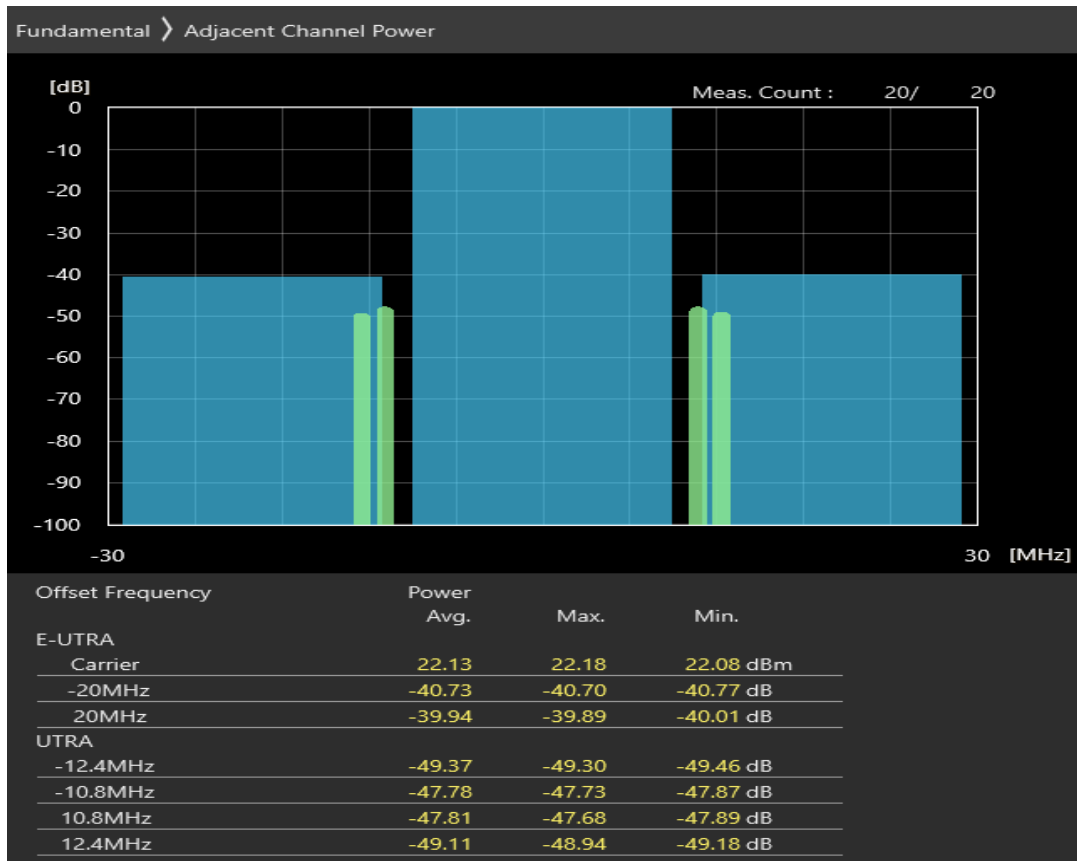 Fundamental ❯ Adjacent Channel Power
[dB]
Meas. Count : 20/ 20
0
-10
-20
-30
-40
-50
-60
-70
-80
-90
-100
-30 30 [MHz]
Offset Frequency Power
Avg. Max. Min.
E-UTRA
Carrier 22.13 22.18 22.08 dBm
-20MHz -40.73 -40.70 -40.77 dB
20MHz -39.94 -39.89 -40.01 dB
UTRA
-12.4MHz -49.37 -49.30 -49.46 dB
-10.8MHz -47.78 -47.73 -47.87 dB
10.8MHz -47.81 -47.68 -47.89 dB
12.4MHz -49.11 -48.94 -49.18 dB